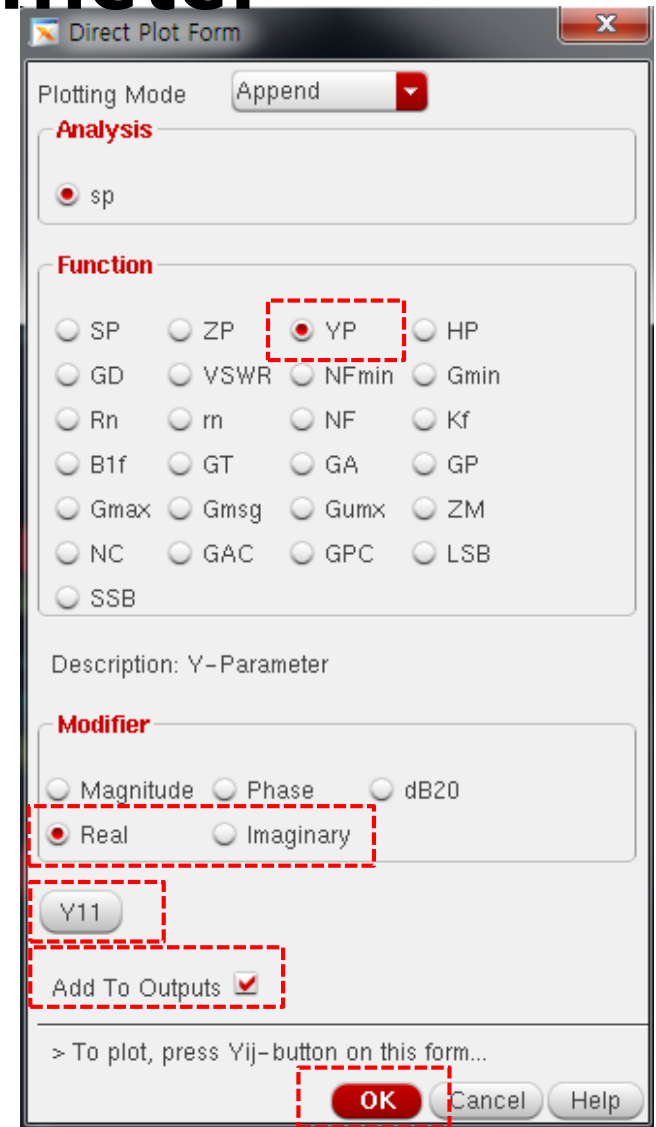 Direct Plot Form
Plotting Mode Append
Analysis
sp
Function
SP ZP YP HP
GD VSWR NFmin Gmin
Rn rn NF Kf
B1f GT GA GP
Gmax Gmsg Gumx ZM
NC GAC GPC LSB
SSB
Description: Y-Parameter
Modifier
Magnitude Phase dB20
Real Imaginary
Y11
Add To Outputs
> To plot, press Yij-button on this form...
OK Cancel Help